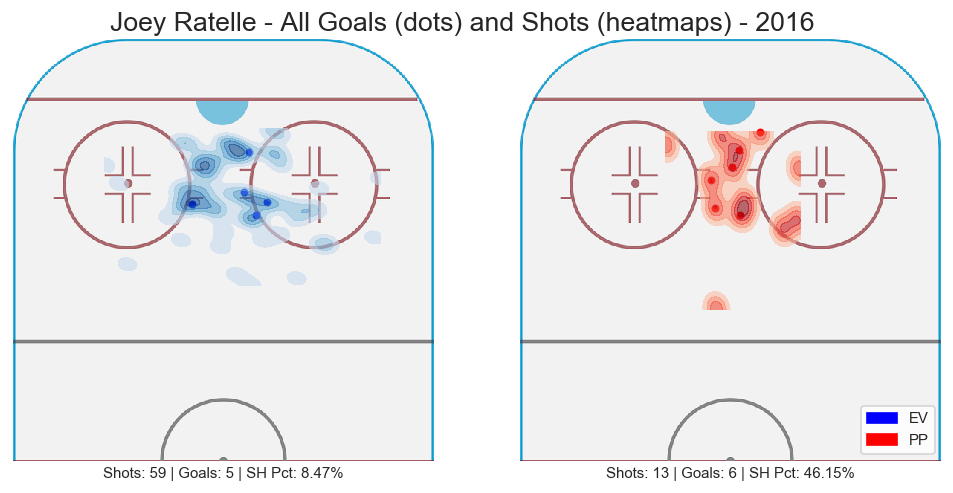 Joey Ratelle - All Goals (dots) and Shots (heatmaps) - 2016
EV
PP
Shots: 59 | Goals: 5 | SH Pct: 8.47%
Shots: 13 | Goals: 6 | SH Pct: 46.15%